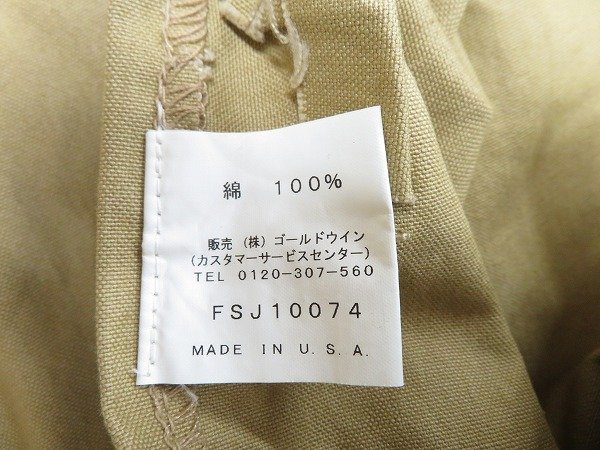 綿 100%
販売 (株) ゴールドウイン
(カスタマーサービスセンター)
TEL 0120-307-560
FSJ10074
MADE IN U.S.A.